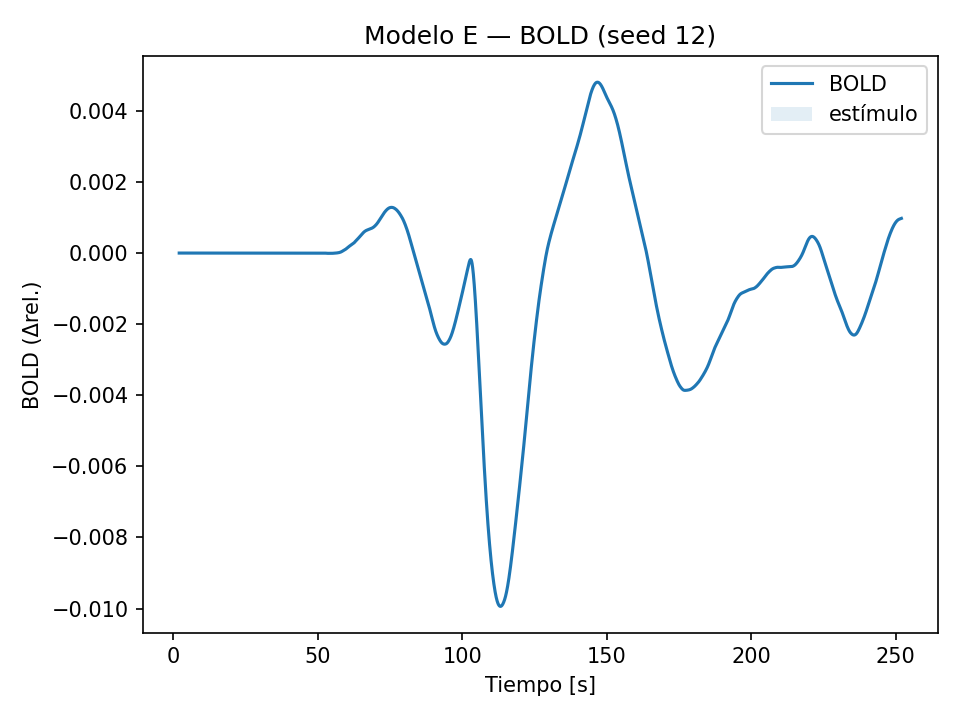 Modelo E — BOLD (seed 12)
BOLD
estímulo
BOLD (Δrel.)
0.004
0.002
0.000
−0.002
−0.004
−0.006
−0.008
−0.010
0
50
100
150
200
250
Tiempo [s]